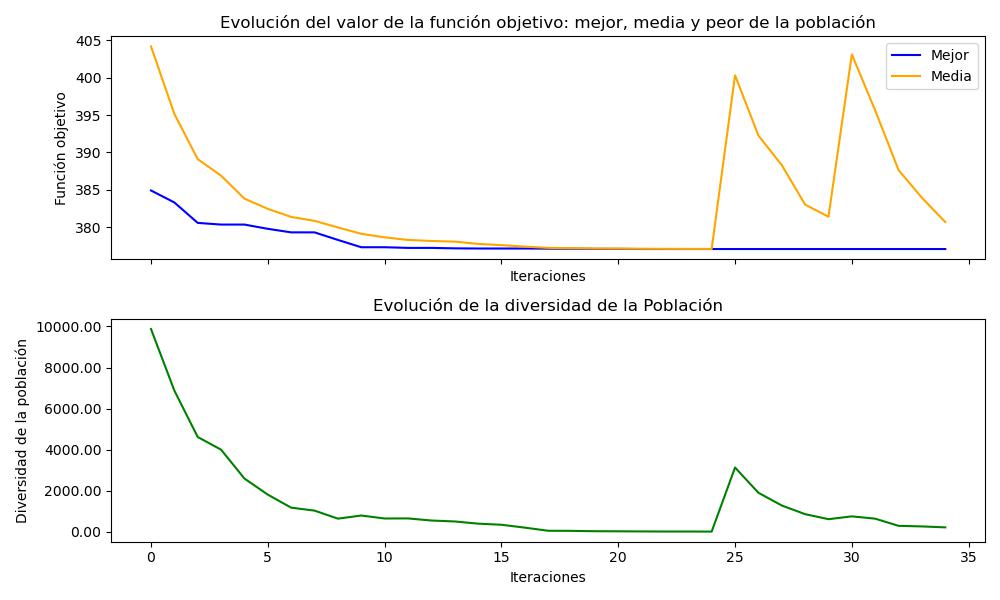 Evolución del valor de la función objetivo: mejor, media y peor de la población
405
400
395
390
385
380
Función objetivo
Mejor
Media
Iteraciones
Evolución de la diversidad de la Población
10000.00
8000.00
6000.00
4000.00
2000.00
0.00
Diversidad de la población
0 5 10 15 20 25 30 35
Iteraciones